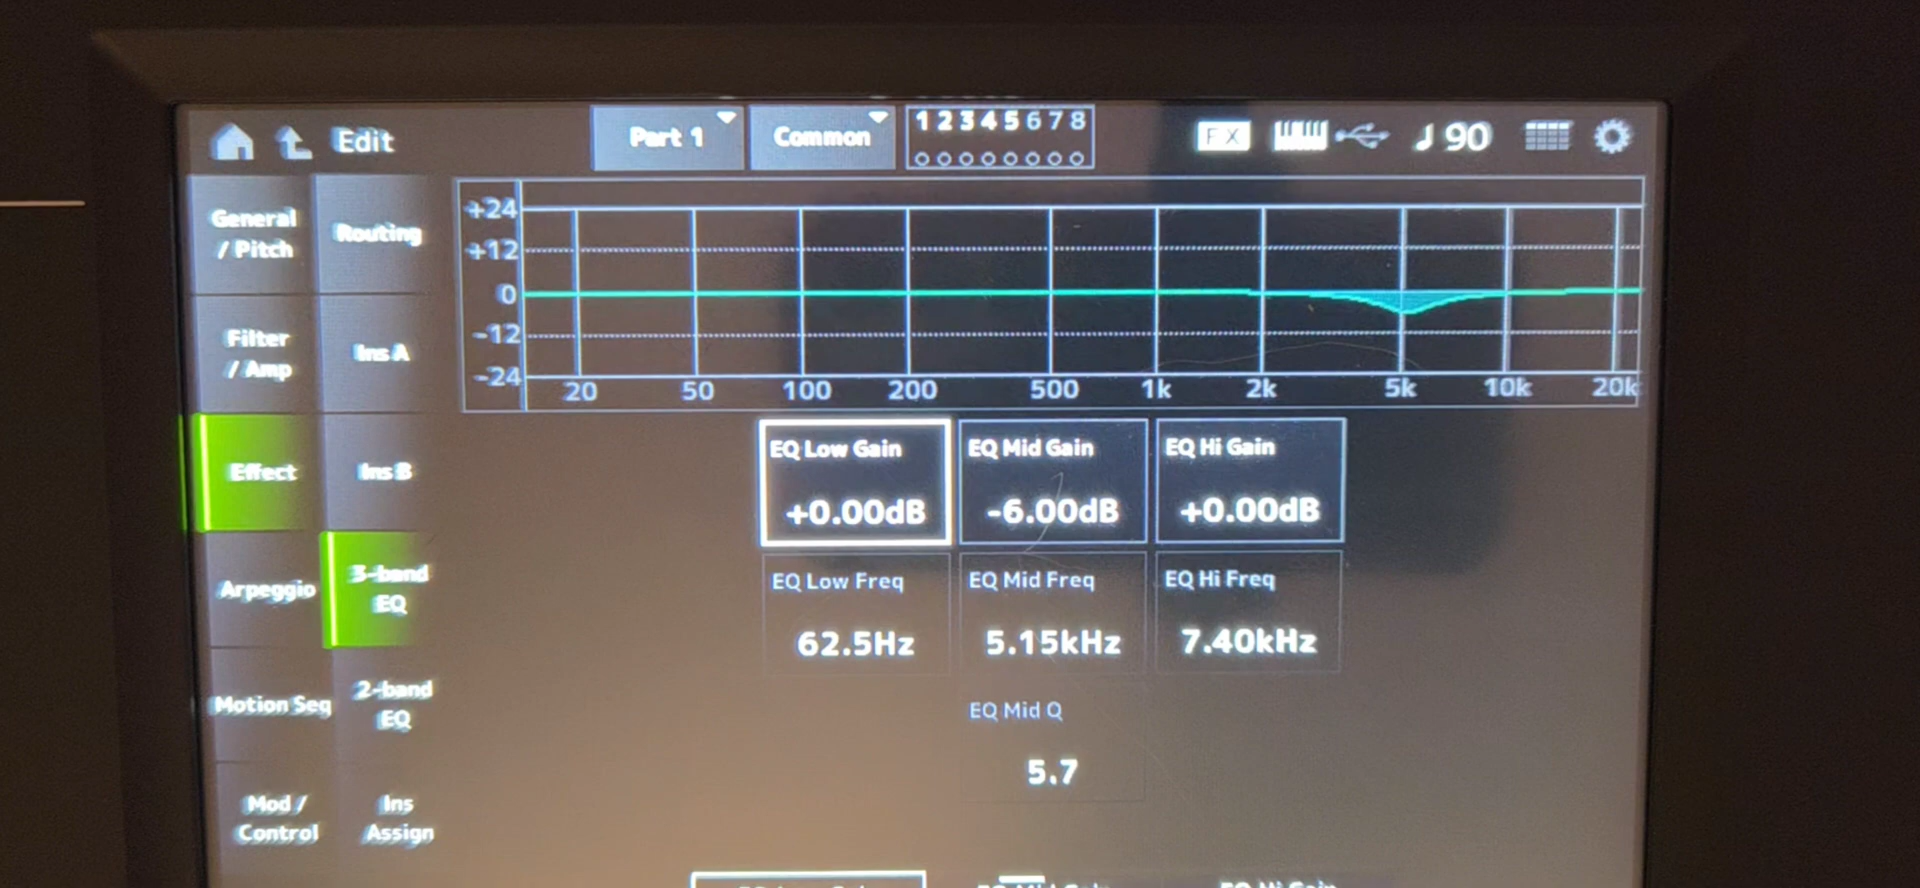 Edit
Part 1
Common
1 2 3 4 5 6 7 8
FX
90
General
/ Pitch
Routing
Filter
/ Amp
Ins A
Effect
Ins B
Arpeggio
3-band
EQ
Motion Seq
2-band
EQ
Mod /
Control
Ins
Assign
+24
+12
0
-12
-24
20 50 100 200 500 1k 2k 5k 10k 20k
EQ Low Gain
+0.00dB
EQ Mid Gain
-6.00dB
EQ Hi Gain
+0.00dB
EQ Low Freq
62.5Hz
EQ Mid Freq
5.15kHz
EQ Hi Freq
7.40kHz
EQ Mid Q
5.7